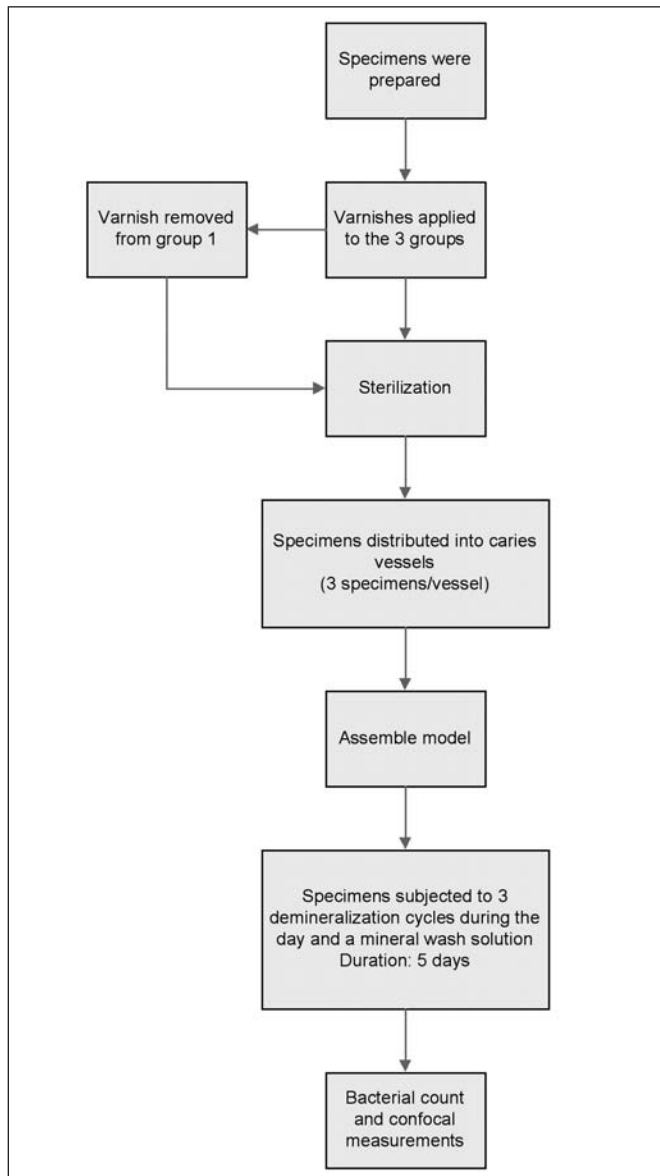 Specimens were
prepared
Varnish removed
from group 1
Varnishes applied
to the 3 groups
Sterilization
Specimens distributed into caries
vessels
(3 specimens/vessel)
Assemble model
Specimens subjected to 3
demineralization cycles during the
day and a mineral wash solution
Duration: 5 days
Bacterial count
and confocal
measurements